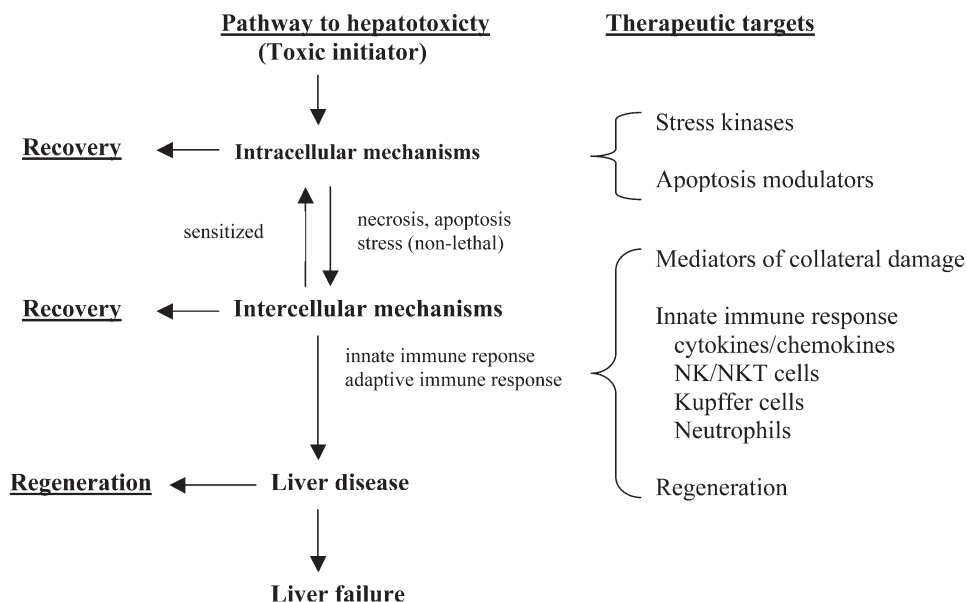 Pathway to hepatotoxicty
(Toxic initiator)
Therapeutic targets
Recovery
Intracellular mechanisms
Stress kinases
Apoptosis modulators
sensitized
necrosis, apoptosis
stress (non-lethal)
Recovery
Intercellular mechanisms
Mediators of collateral damage
Innate immune response
cytokines/chemokines
NK/NKT cells
Kupffer cells
Neutrophils
Regeneration
innate immune reponse
adaptive immune response
Regeneration
Liver disease
Liver failure